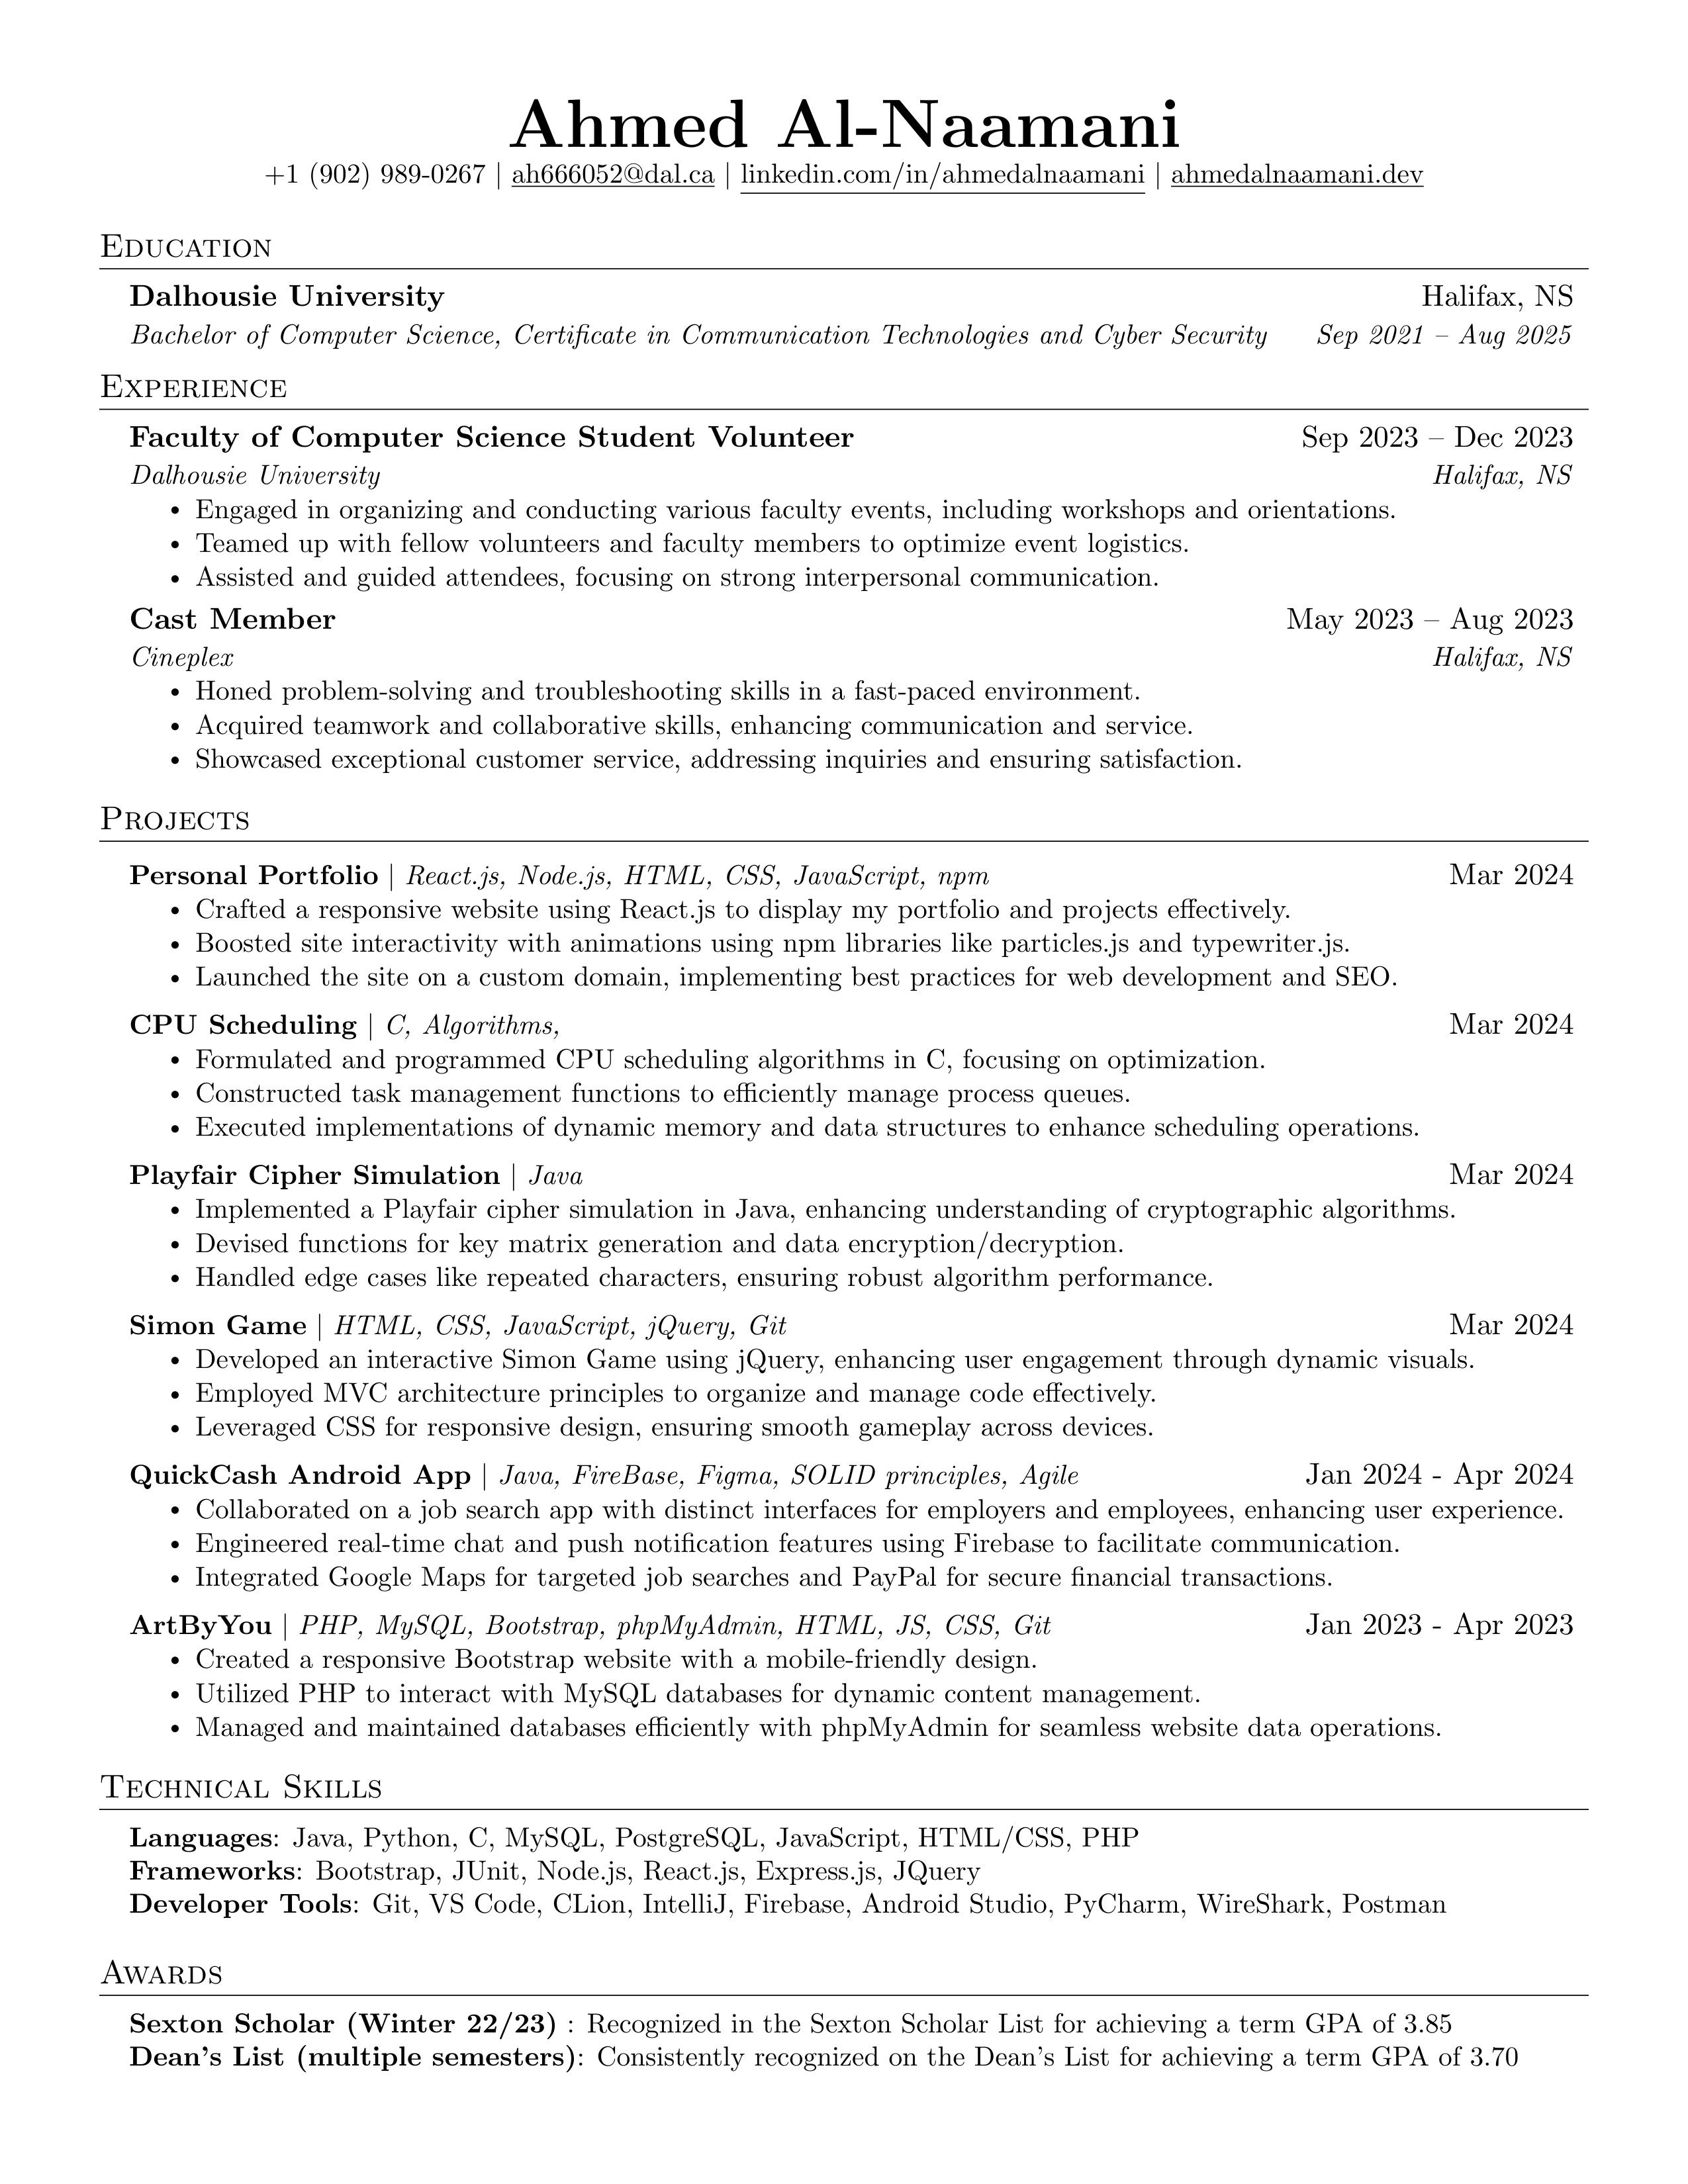 Ahmed Al-Naamani
+1 (902) 989-0267 | ah666052@dal.ca | linkedin.com/in/ahmedalnaamani | ahmedalnaamani.dev
Education
Dalhousie University Halifax, NS
Bachelor of Computer Science, Certificate in Communication Technologies and Cyber Security Sep 2021 – Aug 2025
Experience
Faculty of Computer Science Student Volunteer Sep 2023 – Dec 2023
Dalhousie University Halifax, NS
• Engaged in organizing and conducting various faculty events, including workshops and orientations.
• Teamed up with fellow volunteers and faculty members to optimize event logistics.
• Assisted and guided attendees, focusing on strong interpersonal communication.
Cast Member May 2023 – Aug 2023
Cineplex Halifax, NS
• Honed problem-solving and troubleshooting skills in a fast-paced environment.
• Acquired teamwork and collaborative skills, enhancing communication and service.
• Showcased exceptional customer service, addressing inquiries and ensuring satisfaction.
Projects
Personal Portfolio | React.js, Node.js, HTML, CSS, JavaScript, npm Mar 2024
• Crafted a responsive website using React.js to display my portfolio and projects effectively.
• Boosted site interactivity with animations using npm libraries like particles.js and typewriter.js.
• Launched the site on a custom domain, implementing best practices for web development and SEO.
CPU Scheduling | C, Algorithms, Mar 2024
• Formulated and programmed CPU scheduling algorithms in C, focusing on optimization.
• Constructed task management functions to efficiently manage process queues.
• Executed implementations of dynamic memory and data structures to enhance scheduling operations.
Playfair Cipher Simulation | Java Mar 2024
• Implemented a Playfair cipher simulation in Java, enhancing understanding of cryptographic algorithms.
• Devised functions for key matrix generation and data encryption/decryption.
• Handled edge cases like repeated characters, ensuring robust algorithm performance.
Simon Game | HTML, CSS, JavaScript, jQuery, Git Mar 2024
• Developed an interactive Simon Game using jQuery, enhancing user engagement through dynamic visuals.
• Employed MVC architecture principles to organize and manage code effectively.
• Leveraged CSS for responsive design, ensuring smooth gameplay across devices.
QuickCash Android App | Java, FireBase, Figma, SOLID principles, Agile Jan 2024 - Apr 2024
• Collaborated on a job search app with distinct interfaces for employers and employees, enhancing user experience.
• Engineered real-time chat and push notification features using Firebase to facilitate communication.
• Integrated Google Maps for targeted job searches and PayPal for secure financial transactions.
ArtByYou | PHP, MySQL, Bootstrap, phpMyAdmin, HTML, JS, CSS, Git Jan 2023 - Apr 2023
• Created a responsive Bootstrap website with a mobile-friendly design.
• Utilized PHP to interact with MySQL databases for dynamic content management.
• Managed and maintained databases efficiently with phpMyAdmin for seamless website data operations.
Technical Skills
Languages: Java, Python, C, MySQL, PostgreSQL, JavaScript, HTML/CSS, PHP
Frameworks: Bootstrap, JUnit, Node.js, React.js, Express.js, JQuery
Developer Tools: Git, VS Code, CLion, IntelliJ, Firebase, Android Studio, PyCharm, WireShark, Postman
Awards
Sexton Scholar (Winter 22/23) : Recognized in the Sexton Scholar List for achieving a term GPA of 3.85
Dean's List (multiple semesters): Consistently recognized on the Dean's List for achieving a term GPA of 3.70